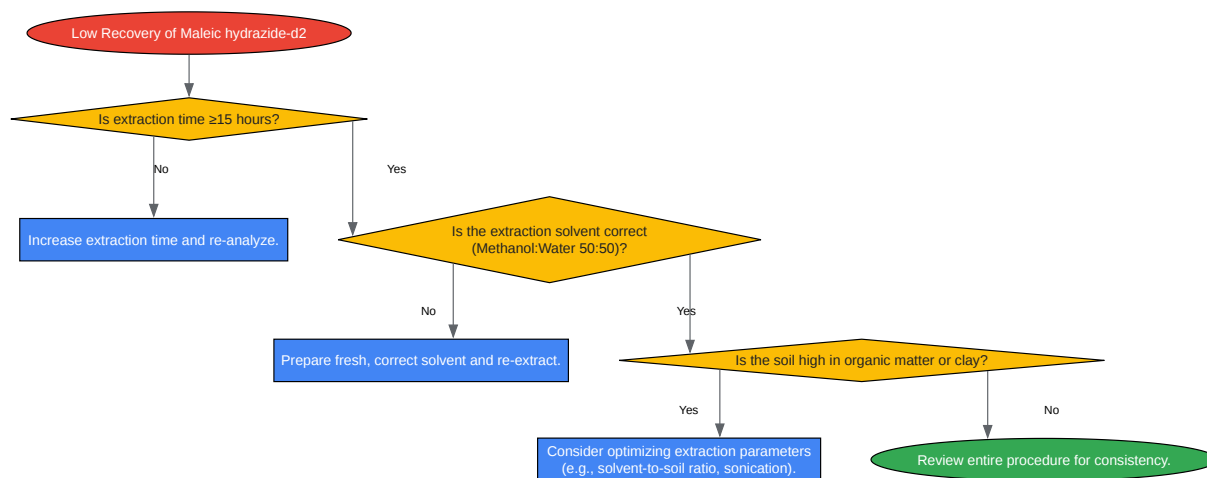 Low Recovery of Maleic hydrazide-d2
Is extraction time ≥15 hours?
No
Yes
Increase extraction time and re-analyze.
Is the extraction solvent correct
(Methanol:Water 50:50)?
No
Yes
Prepare fresh, correct solvent and re-extract.
Is the soil high in organic matter or clay?
Yes
No
Consider optimizing extraction parameters
(e.g., solvent-to-soil ratio, sonication).
Review entire procedure for consistency.